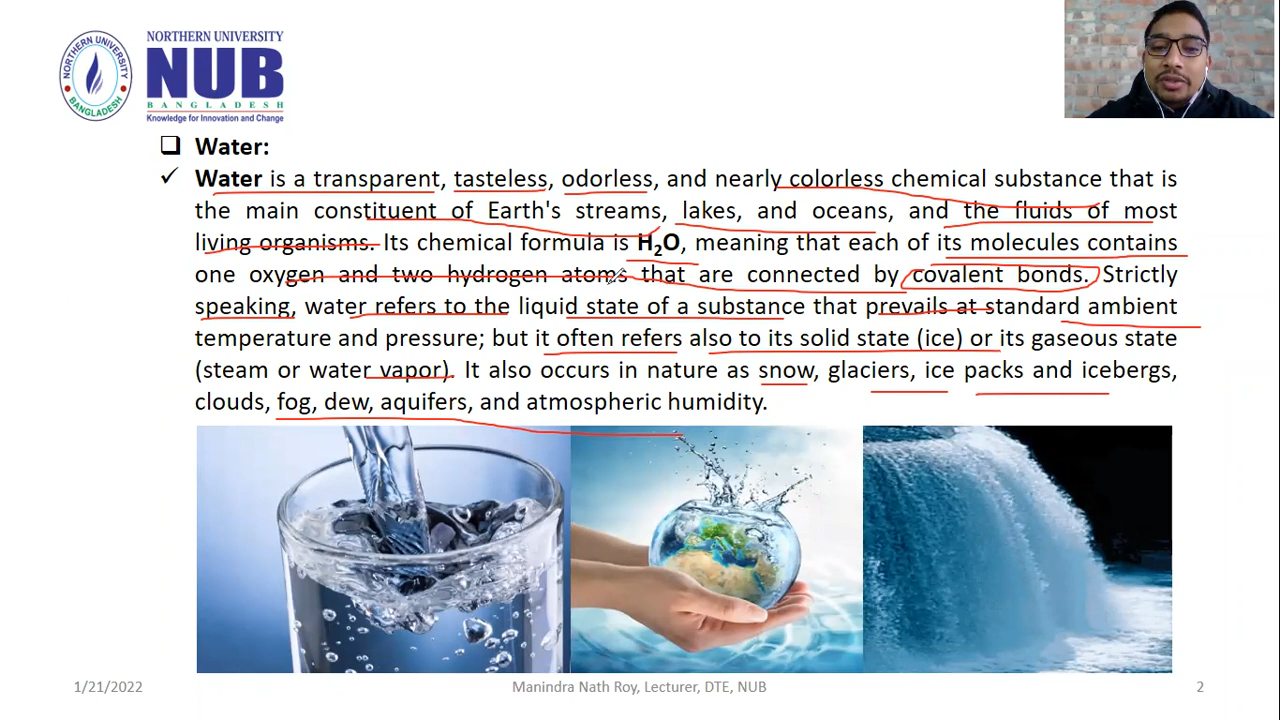 NORTHERN UNIVERSITY
NUB
BANGLADESH
Knowledge for Innovation and Change
NORTHERN UNIVERSITY
BANGLADESH
Water:
Water is a transparent, tasteless, odorless, and nearly colorless chemical substance that is
the main constituent of Earth's streams, lakes, and oceans, and the fluids of most
living organisms. Its chemical formula is H₂O, meaning that each of its molecules contains
one oxygen and two hydrogen atoms that are connected by covalent bonds. Strictly
speaking, water refers to the liquid state of a substance that prevails at standard ambient
temperature and pressure; but it often refers also to its solid state (ice) or its gaseous state
(steam or water vapor). It also occurs in nature as snow, glaciers, ice packs and icebergs,
clouds, fog, dew, aquifers, and atmospheric humidity.
1/21/2022
Manindra Nath Roy, Lecturer, DTE, NUB
2